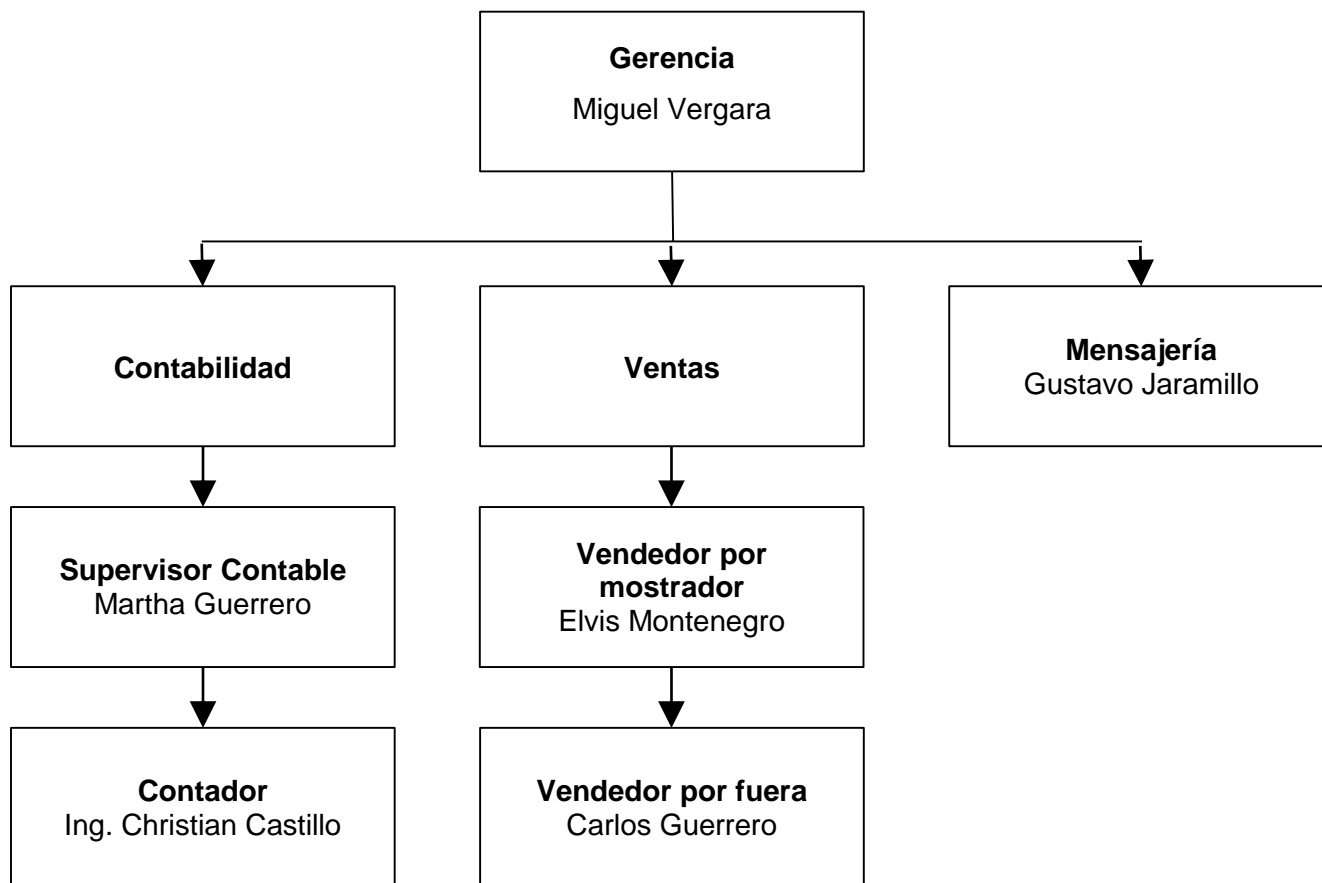 Gerencia
Miguel Vergara
Contabilidad
Ventas
Mensajería
Gustavo Jaramillo
Supervisor Contable
Martha Guerrero
Vendedor por
mostrador
Elvis Montenegro
Contador
Ing. Christian Castillo
Vendedor por fuera
Carlos Guerrero